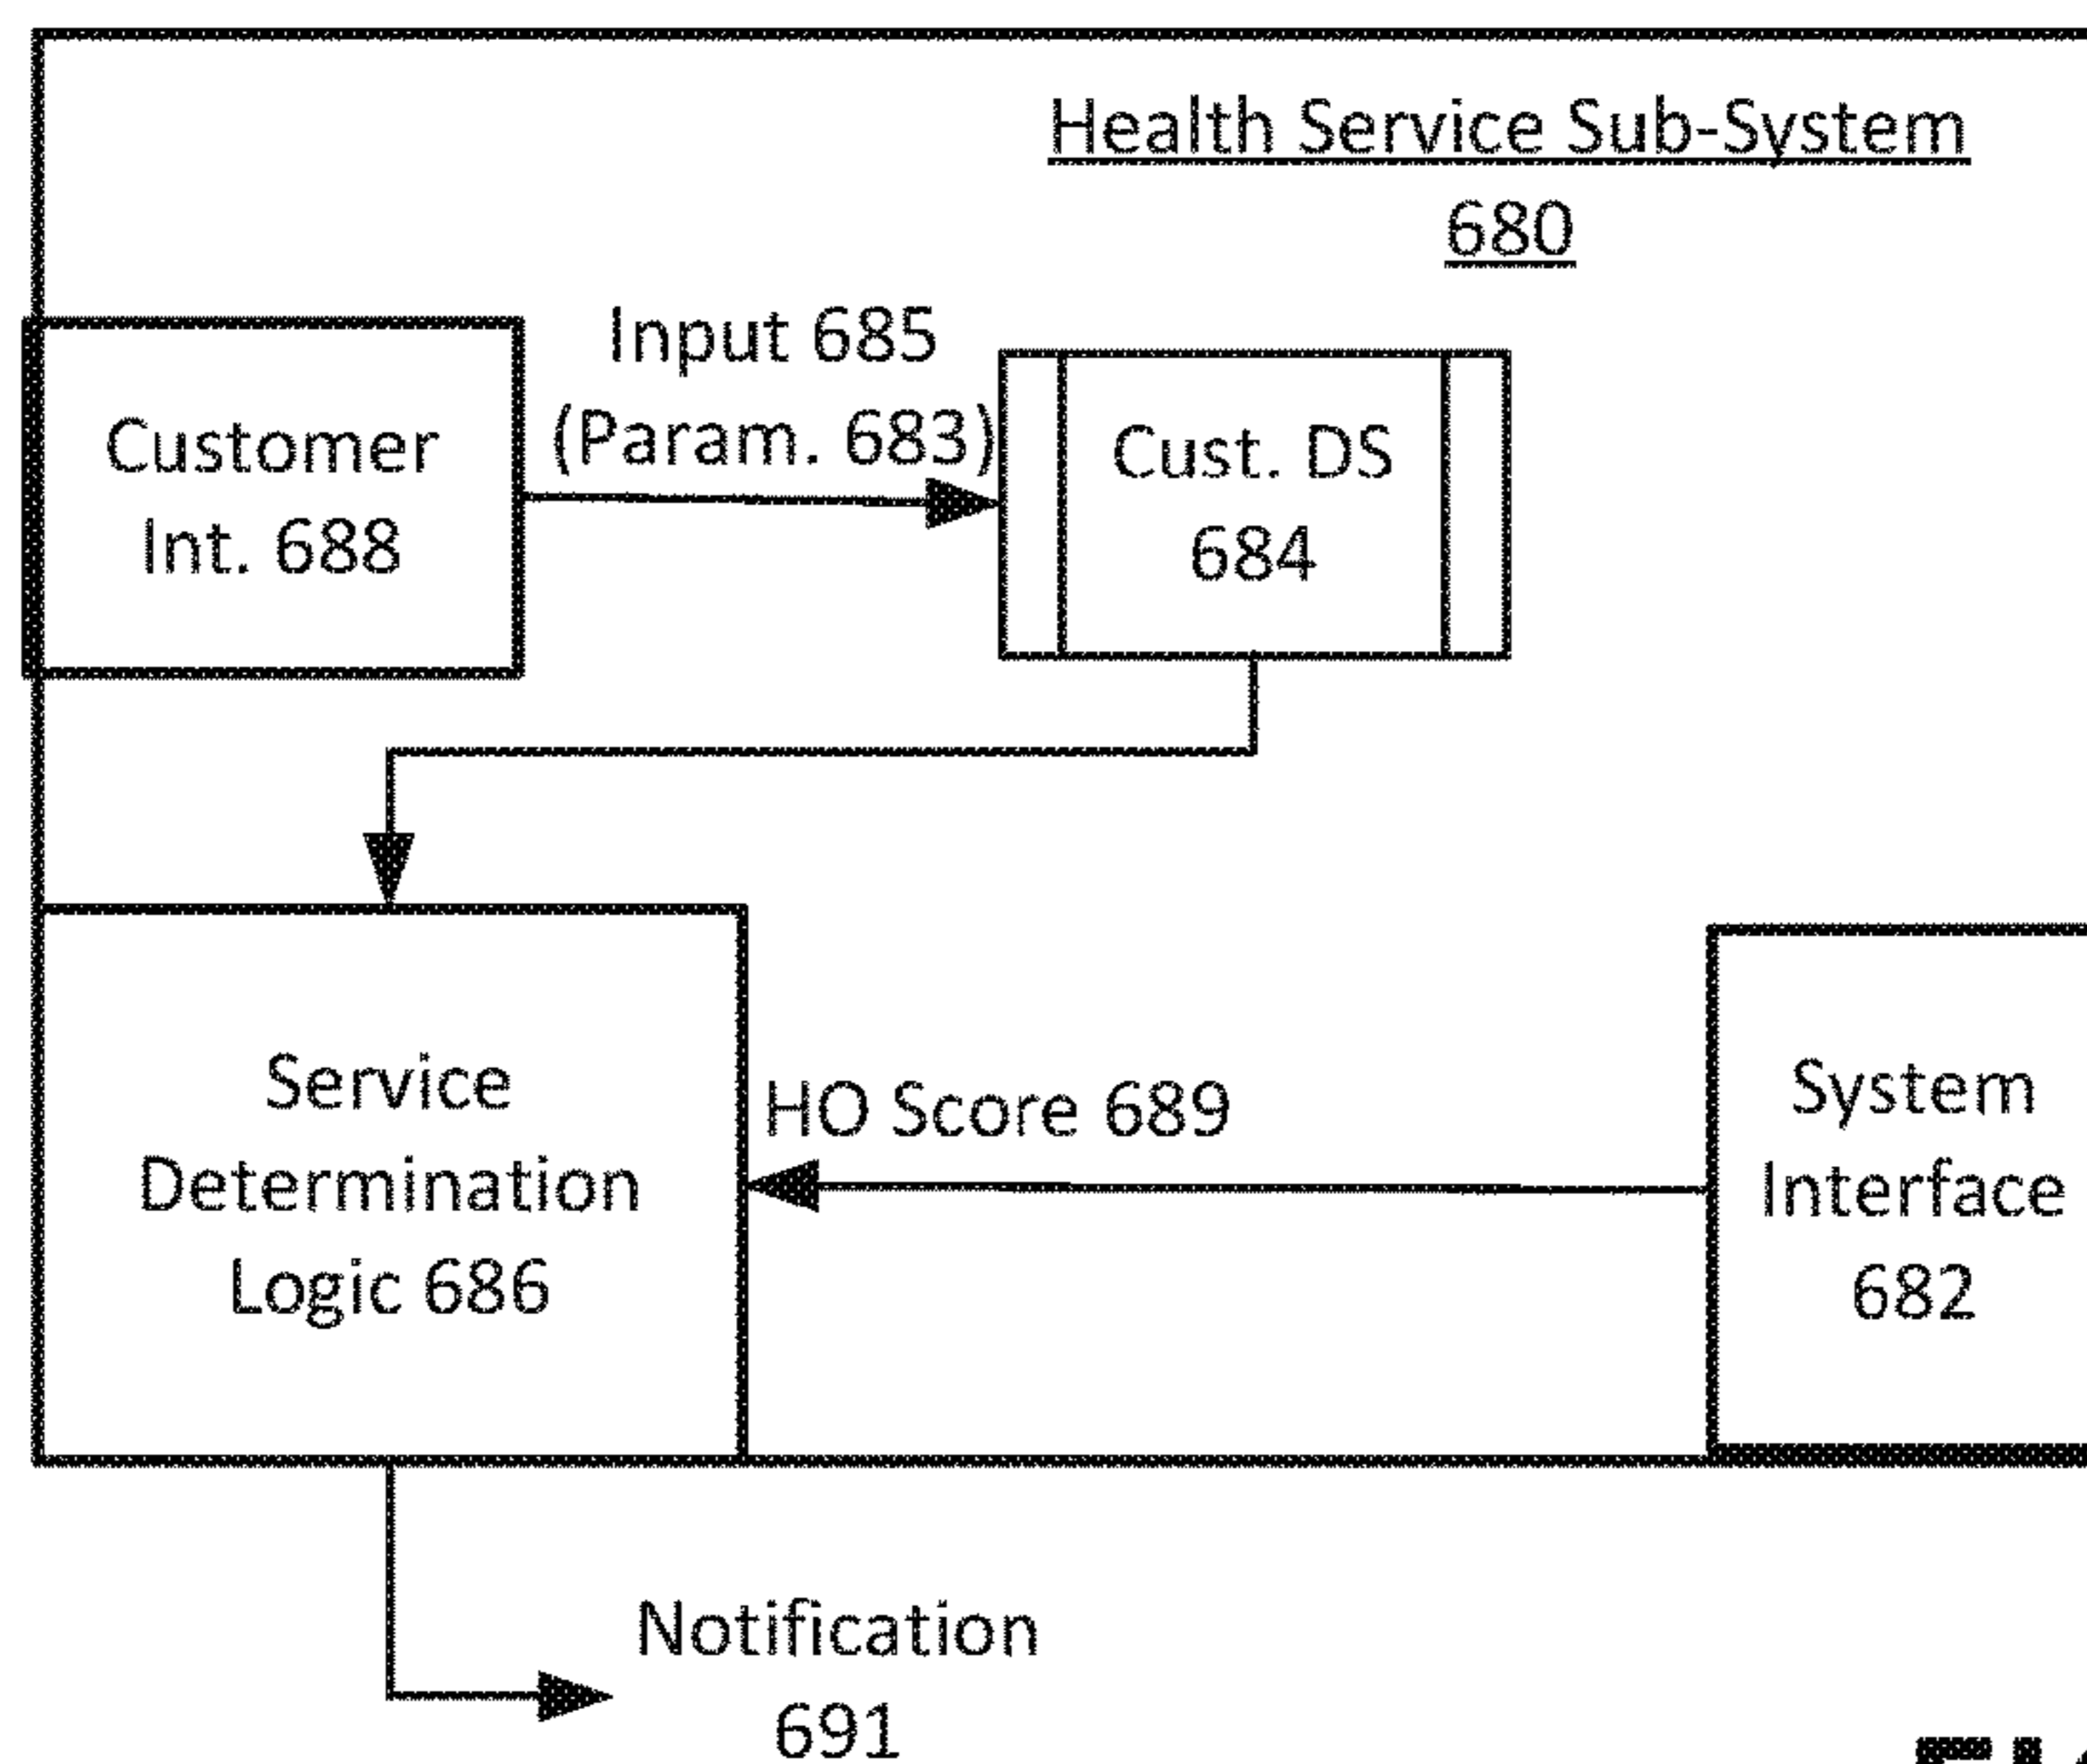 Health Service Sub-System
680
Input 685
(Param. 683)
Customer
Int. 688
Cust. DS
684
Service
Determination
Logic 686
HO Score 689
System
Interface
682
Notification
691